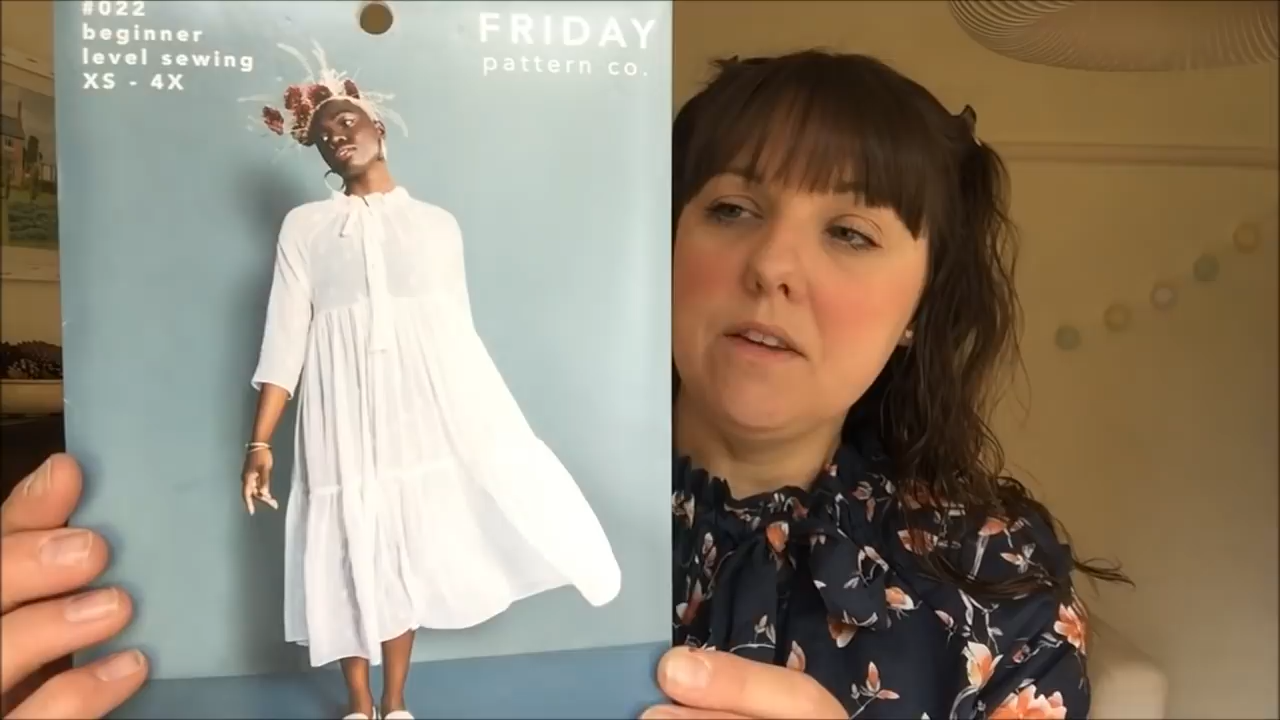 #022
beginner
level sewing
XS - 4X
FRIDAY
pattern co.